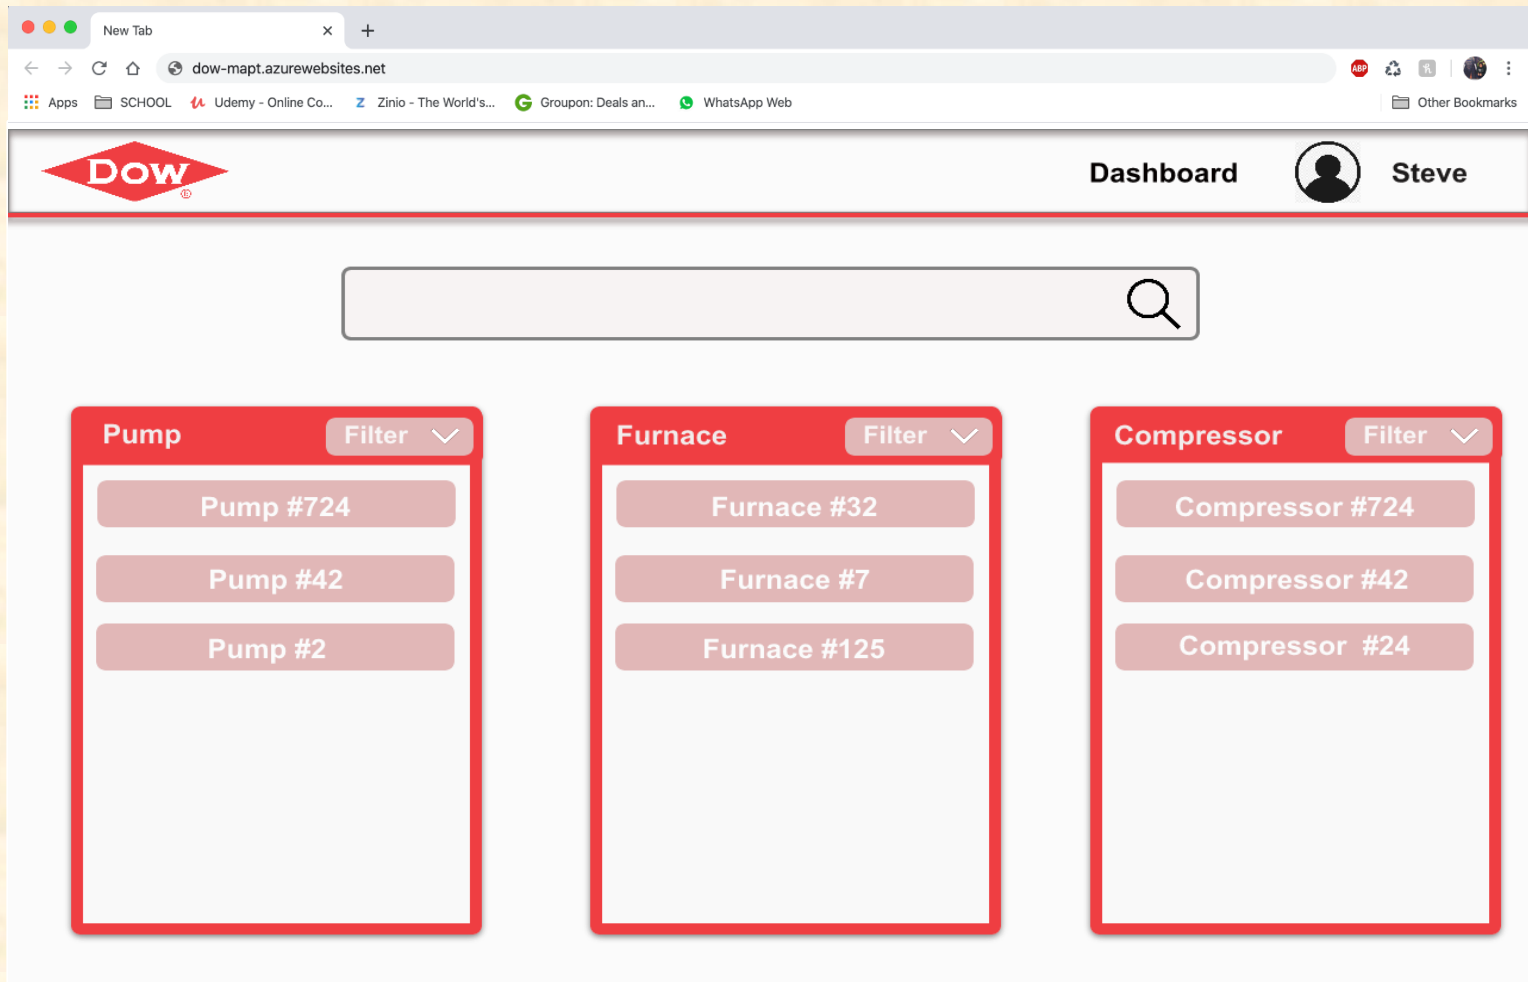 New Tab
dow-mapt.azurewebsites.net
ABP
Apps SCHOOL Udemy - Online Co... Z Zinio - The World's... G Groupon: Deals an... WhatsApp Web Other Bookmarks
Dow Dashboard Steve
Pump Filter
Pump #724
Pump #42
Pump #2
Furnace Filter
Furnace #32
Furnace #7
Furnace #125
Compressor Filter
Compressor #724
Compressor #42
Compressor #24